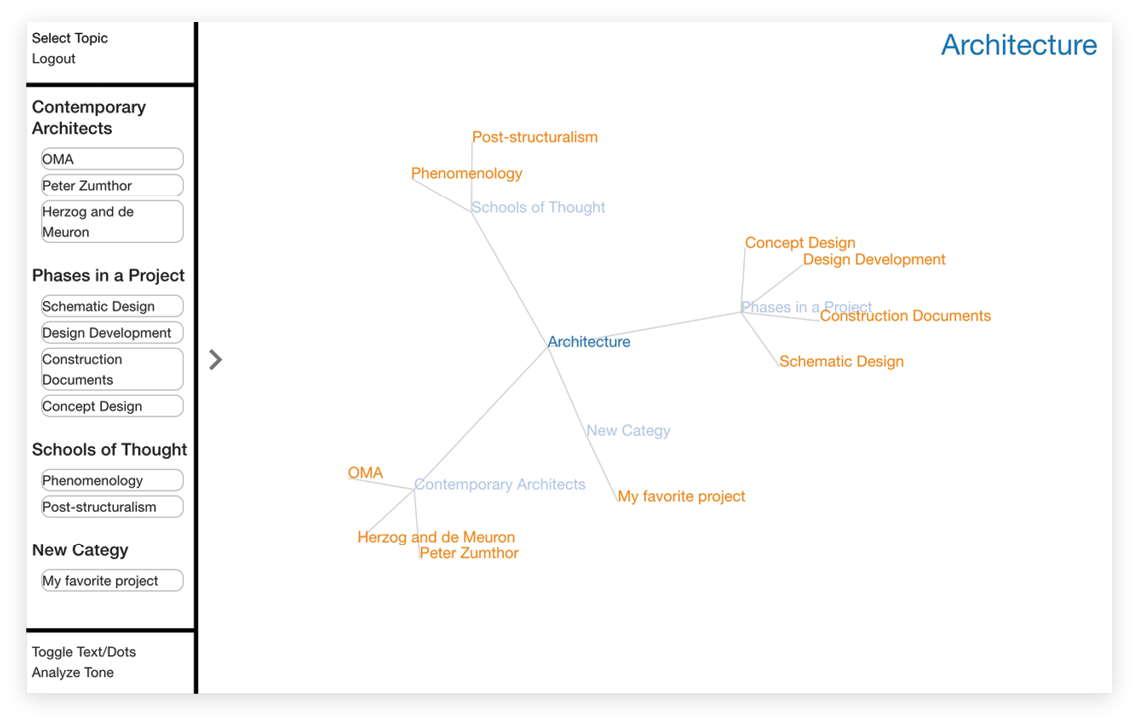 Select Topic
Logout
Contemporary
Architects
OMA
Peter Zumthor
Herzog and de
Meuron
Phases in a Project
Schematic Design
Design Development
Construction
Documents
Concept Design
Schools of Thought
Phenomenology
Post-structuralism
New Categy
My favorite project
Toggle Text/Dots
Analyze Tone
Architecture
Post-structuralism
Phenomenology
Schools of Thought
Concept Design
Design Development
Phases in a Project
Construction Documents
Architecture
Schematic Design
New Categy
OMA
Contemporary Architects
My favorite project
Herzog and de Meuron
Peter Zumthor